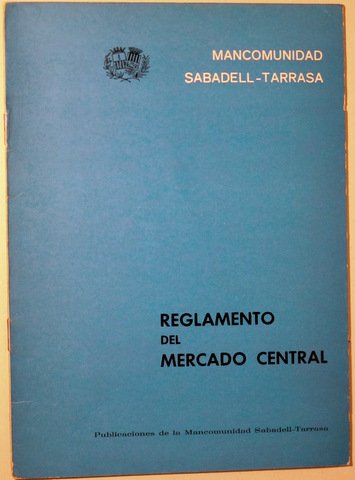 MANCOMUNIDAD
SABADELL-TARRASA
REGLAMENTO
DEL
MERCADO CENTRAL
Publicaciones de la Mancomunidad Sabadell-Tarrasa